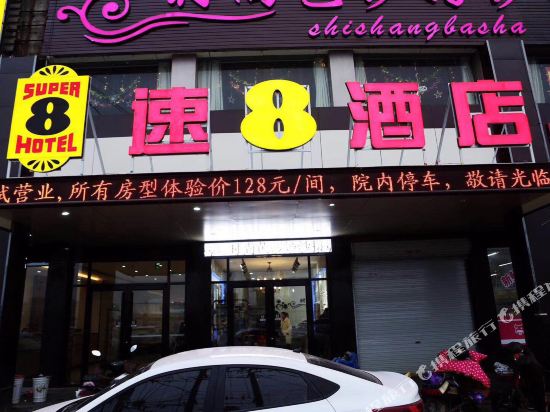 shishangbasha
SUPER
8
HOTEL
速8酒店
试营业,所有房型体验价128元/间，院内停车，敬请光临
携程旅行